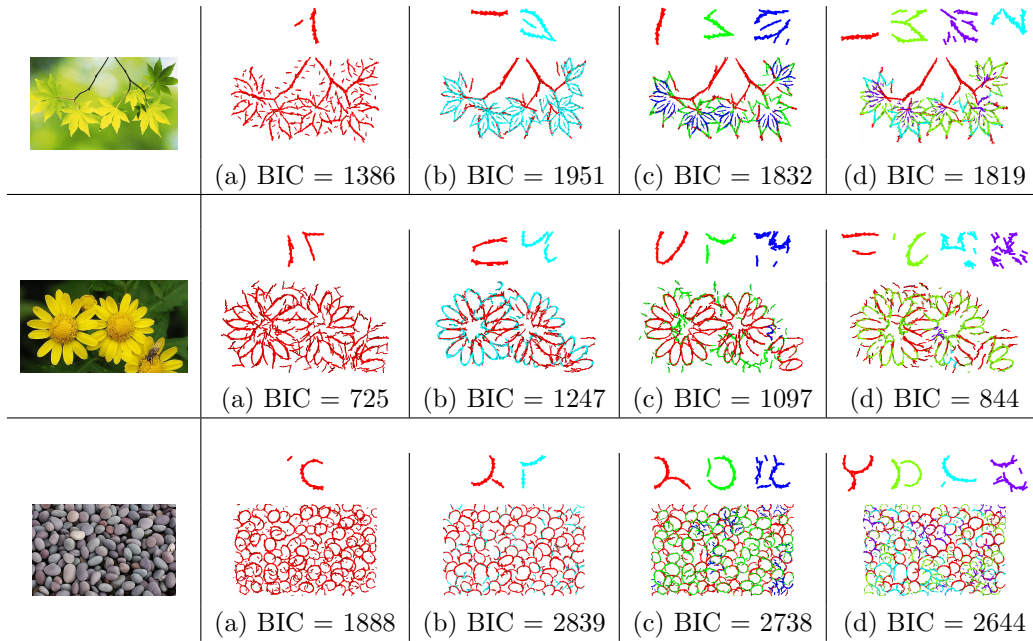 (a) BIC = 1386 (b) BIC = 1951 (c) BIC = 1832 (d) BIC = 1819
(a) BIC = 725 (b) BIC = 1247 (c) BIC = 1097 (d) BIC = 844
(a) BIC = 1888 (b) BIC = 2839 (c) BIC = 2738 (d) BIC = 2644